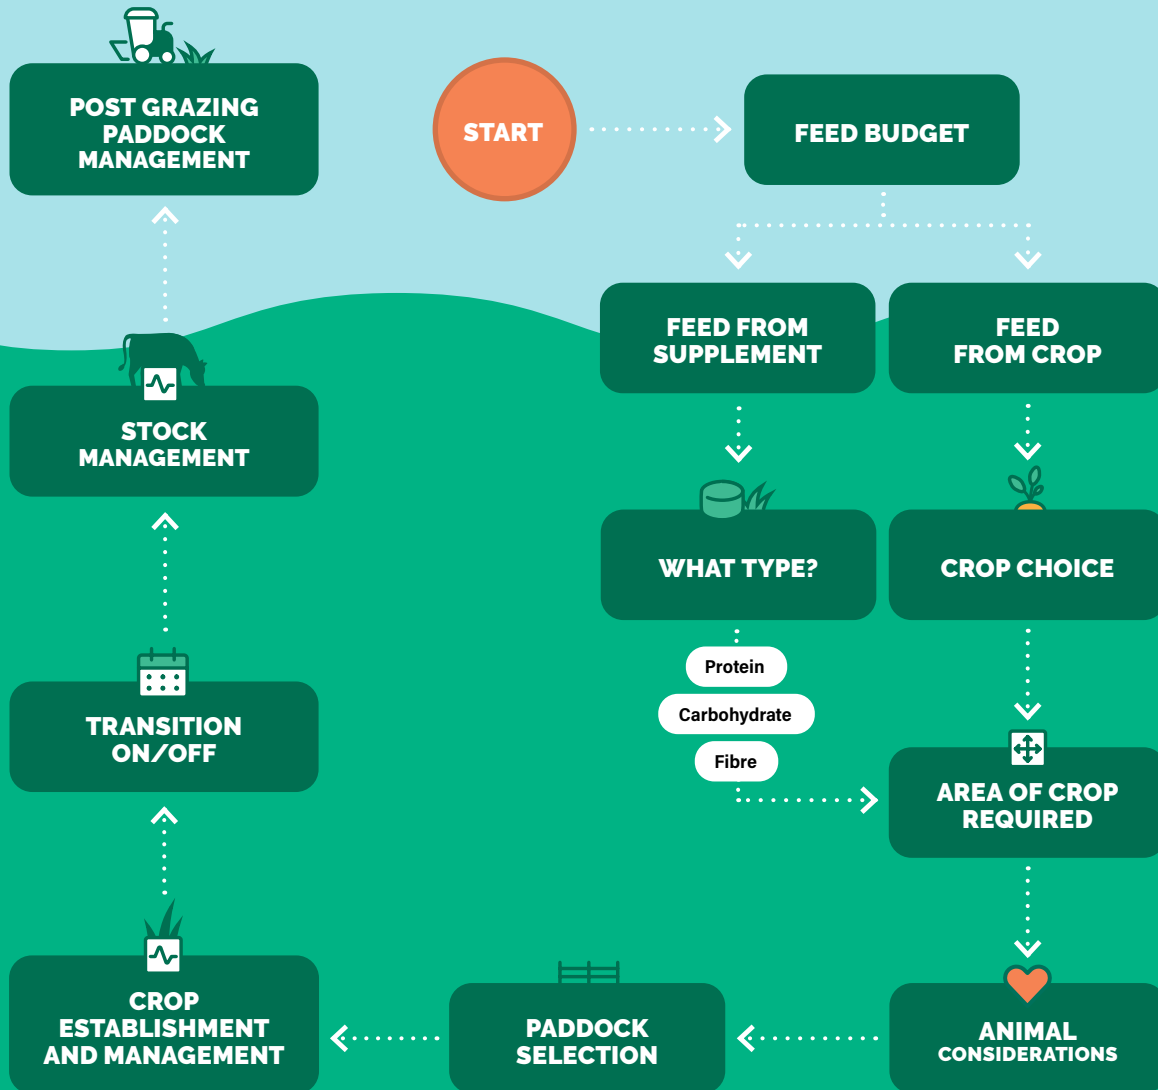 START
FEED BUDGET
FEED FROM
SUPPLEMENT
FEED
FROM CROP
WHAT TYPE?
CROP CHOICE
Protein
Carbohydrate
Fibre
AREA OF CROP
REQUIRED
ANIMAL
CONSIDERATIONS
PADDOCK
SELECTION
CROP
ESTABLISHMENT
AND MANAGEMENT
TRANSITION
ON/OFF
STOCK
MANAGEMENT
POST GRAZING
PADDOCK
MANAGEMENT